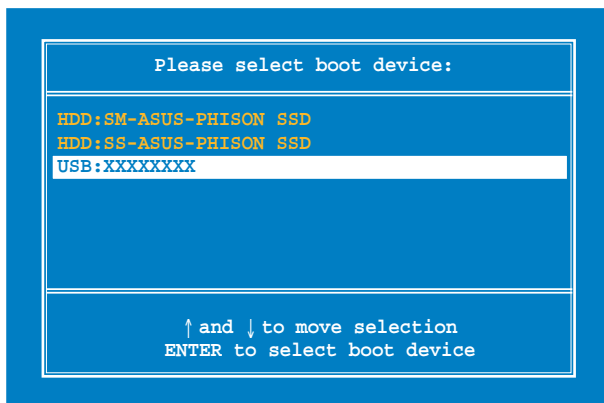 Please select boot device:
HDD:SM-ASUS-PHISON SSD
HDD:SS-ASUS-PHISON SSD
USB:XXXXXXXX
↑ and ↓ to move selection
ENTER to select boot device